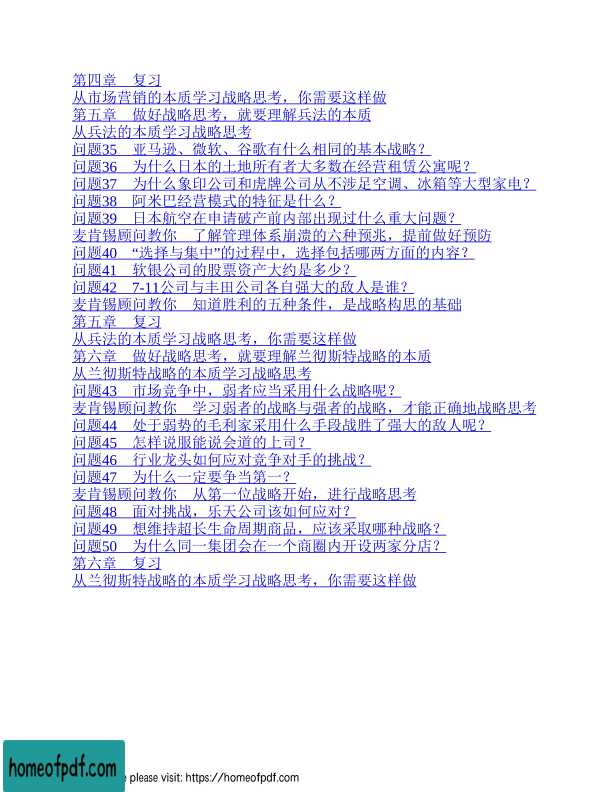 第四章　复习
从市场营销的本质学习战略思考，你需要这样做
第五章　做好战略思考，就要理解兵法的本质
从兵法的本质学习战略思考
问题35　亚马逊、微软、谷歌有什么相同的基本战略？
问题36　为什么日本的土地所有者大多数在经营租赁公寓呢？
问题37　为什么象印公司和虎牌公司从不涉足空调、冰箱等大型家电？
问题38　阿米巴经营模式的特征是什么？
问题39　日本航空在申请破产前内部出现过什么重大问题？
麦肯锡顾问教你　了解管理体系崩溃的六种预兆，提前做好预防
问题40　“选择与集中”的过程中，选择包括哪两方面的内容？
问题41　软银公司的股票资产大约是多少？
问题42　7-11公司与丰田公司各自强大的敌人是谁？
麦肯锡顾问教你　知道胜利的五种条件，是战略构思的基础
第五章　复习
从兵法的本质学习战略思考，你需要这样做
第六章　做好战略思考，就要理解兰彻斯特战略的本质
从兰彻斯特战略的本质学习战略思考
问题43　市场竞争中，弱者应当采用什么战略呢？
麦肯锡顾问教你　学习弱者的战略与强者的战略，才能正确地战略思考
问题44　处于弱势的毛利家采用什么手段战胜了强大的敌人呢？
问题45　怎样说服能说会道的上司？
问题46　行业龙头如何应对竞争对手的挑战？
问题47　为什么一定要争当第一？
麦肯锡顾问教你　从第一位战略开始，进行战略思考
问题48　面对挑战，乐天公司该如何应对？
问题49　想维持超长生命周期商品，应该采取哪种战略？
问题50　为什么同一集团会在一个商圈内开设两家分店？
第六章　复习
从兰彻斯特战略的本质学习战略思考，你需要这样做
homeofpdf.com
e please visit: https://homeofpdf.com